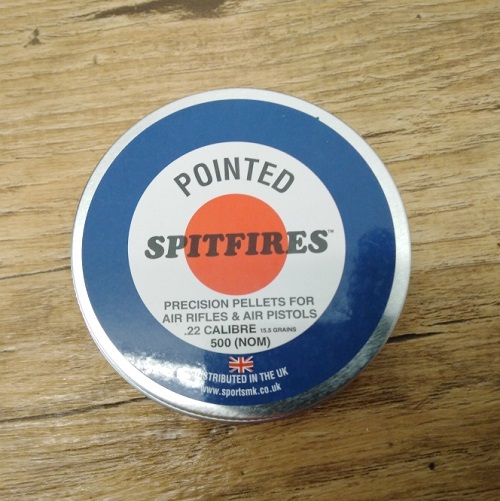 POINTED
SPITFIRES™
PRECISION PELLETS FOR
AIR RIFLES & AIR PISTOLS
.22 CALIBRE 15.5 GRAINS
500 (NOM)
DISTRIBUTED IN THE UK
www.sportsmk.co.uk